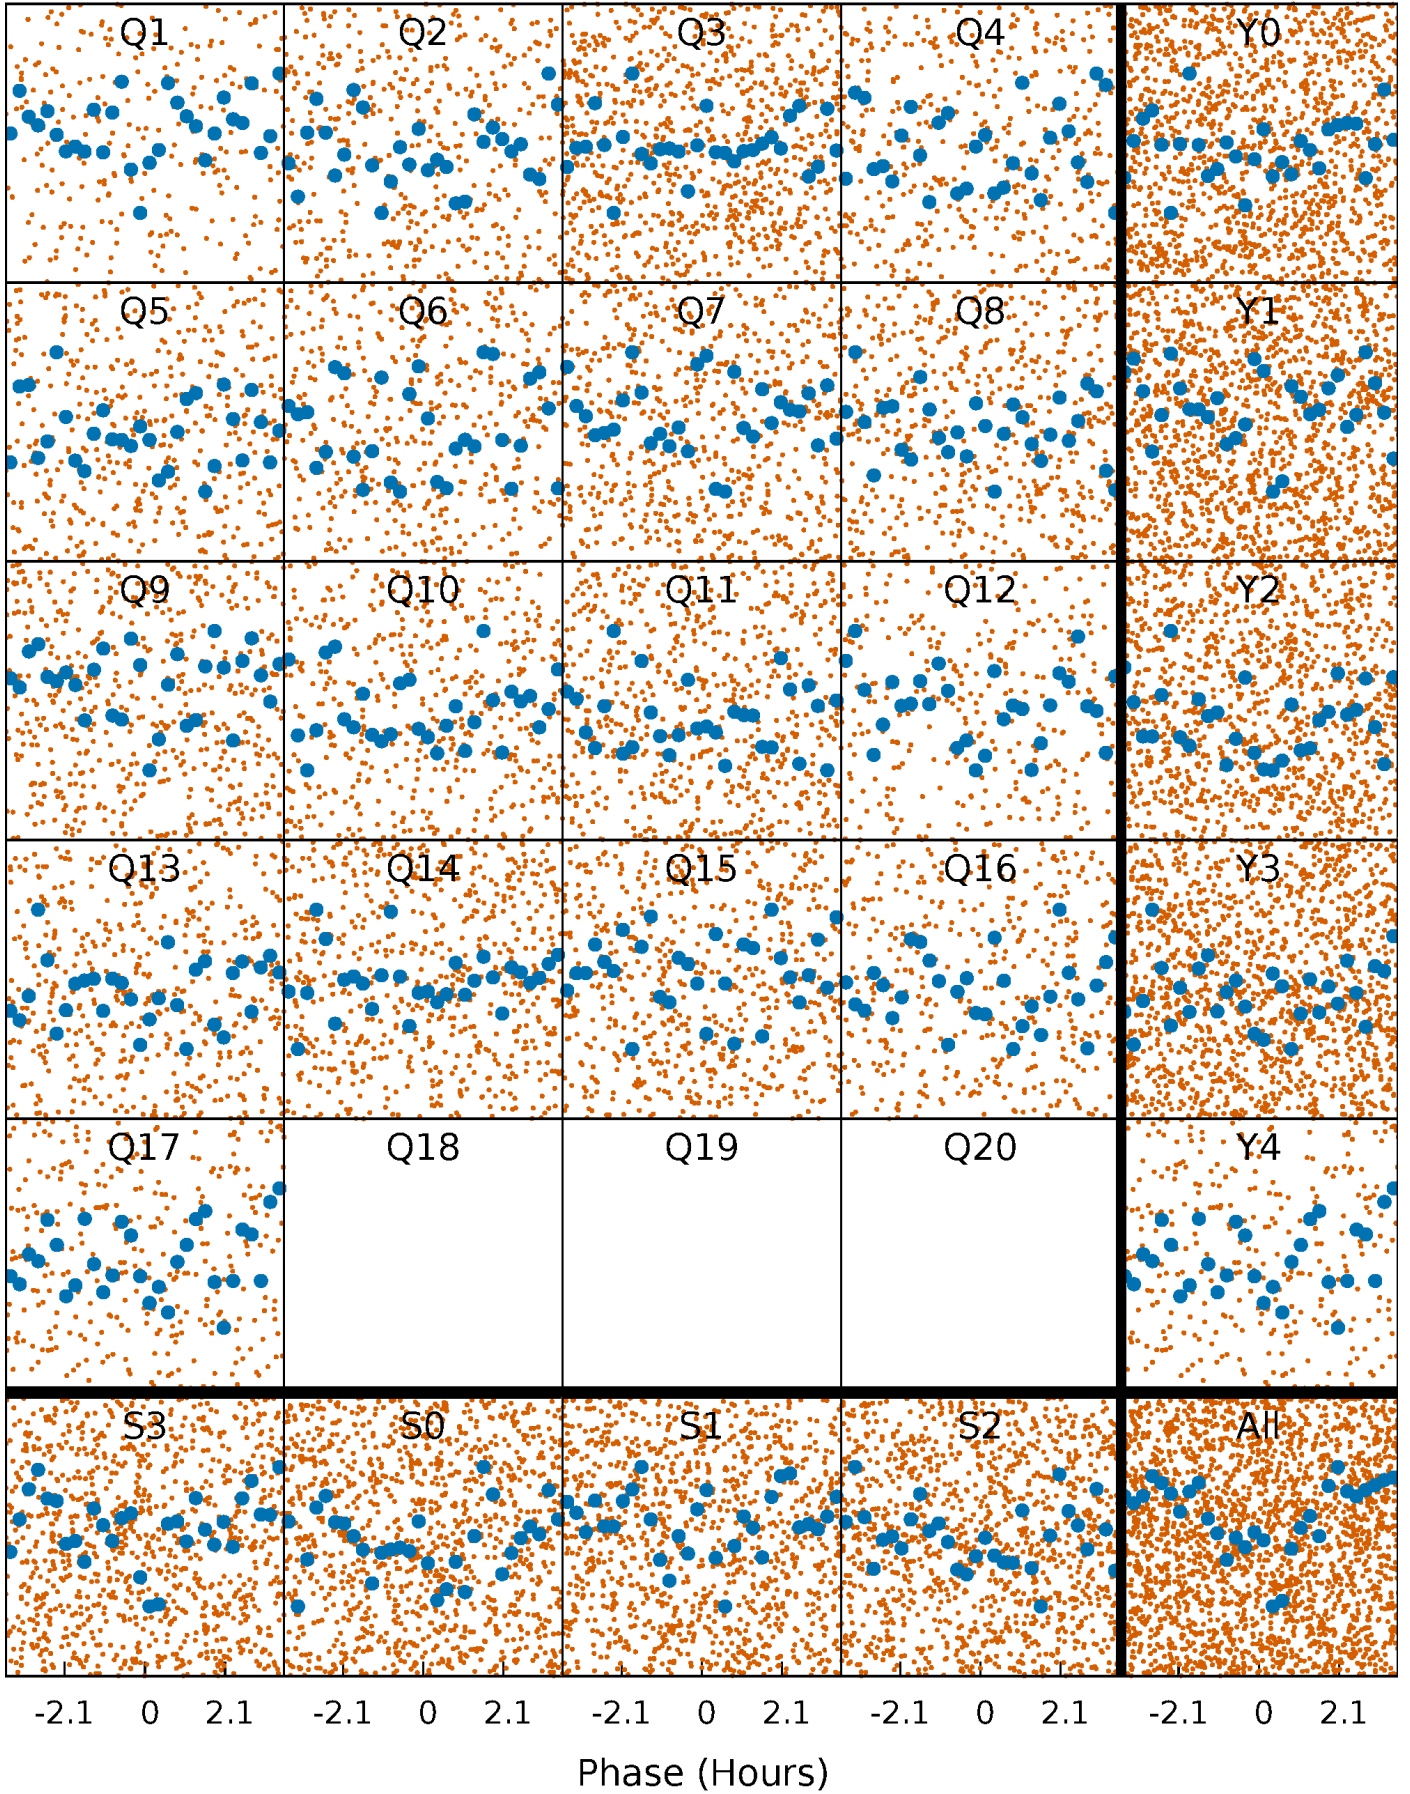 Q1 Q2 Q3 Q4 Y0
Q5 Q6 Q7 Q8 Y1
Q9 Q10 Q11 Q12 Y2
Q13 Q14 Q15 Q16 Y3
Q17 Q18 Q19 Q20 Y4
S3 S0 S1 S2 All
-2.1 0 2.1 -2.1 0 2.1 -2.1 0 2.1 -2.1 0 2.1 -2.1 0 2.1
Phase (Hours)